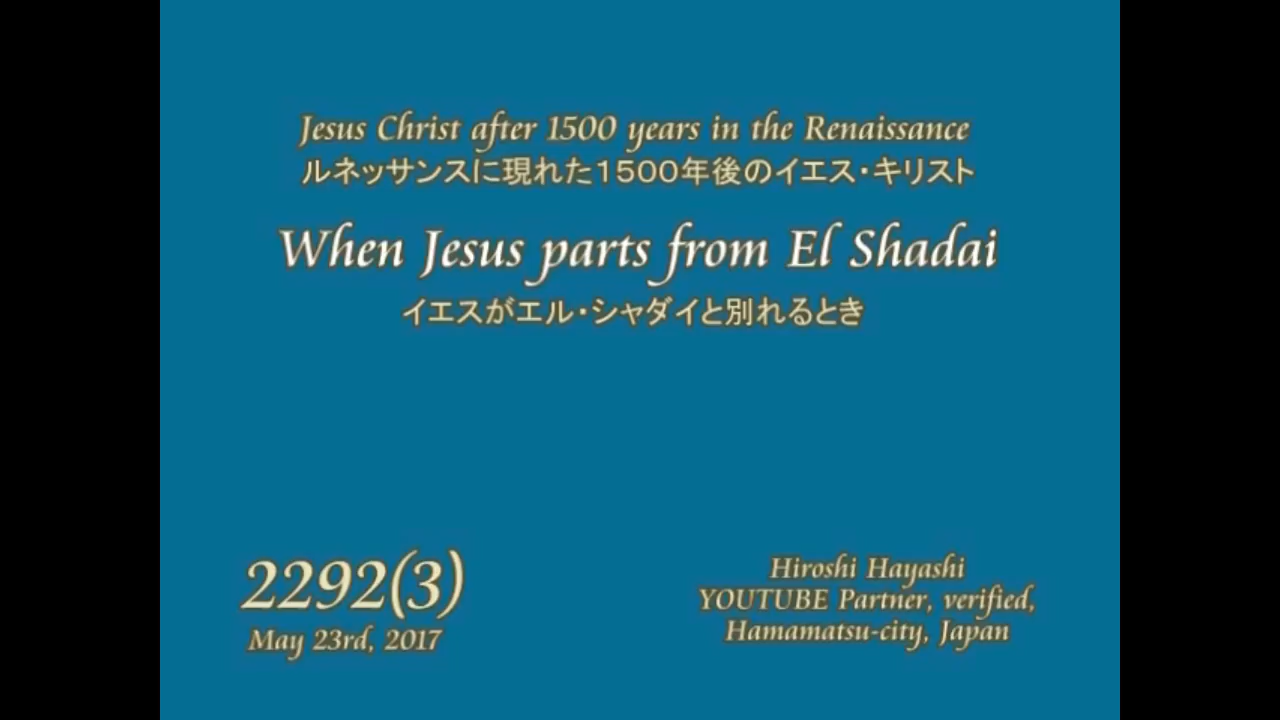 Jesus Christ after 1500 years in the Renaissance
ルネッサンスに現れた１５００年後のイエス・キリスト
When Jesus parts from El Shadai
イエスがエル・シャダイと別れるとき
2292(3)
May 23rd, 2017
Hiroshi Hayashi
YOUTUBE Partner, verified,
Hamamatsu-city, Japan